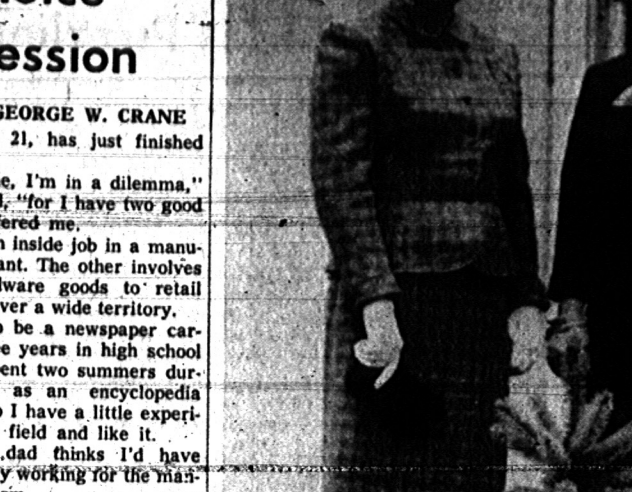 ession
GEORGE W. CRANE
21, has just finished
e, I'm in a dilemma,"
"for I have two good
ered me.
n inside job in a manu-
ant. The other involves
ware goods to retail
ver a wide territory.
be a newspaper car-
e years in high school
ent two summers dur-
as an encyclopedia
I have a little experi-
field and like it.
dad thinks I'd have
y working for the man-